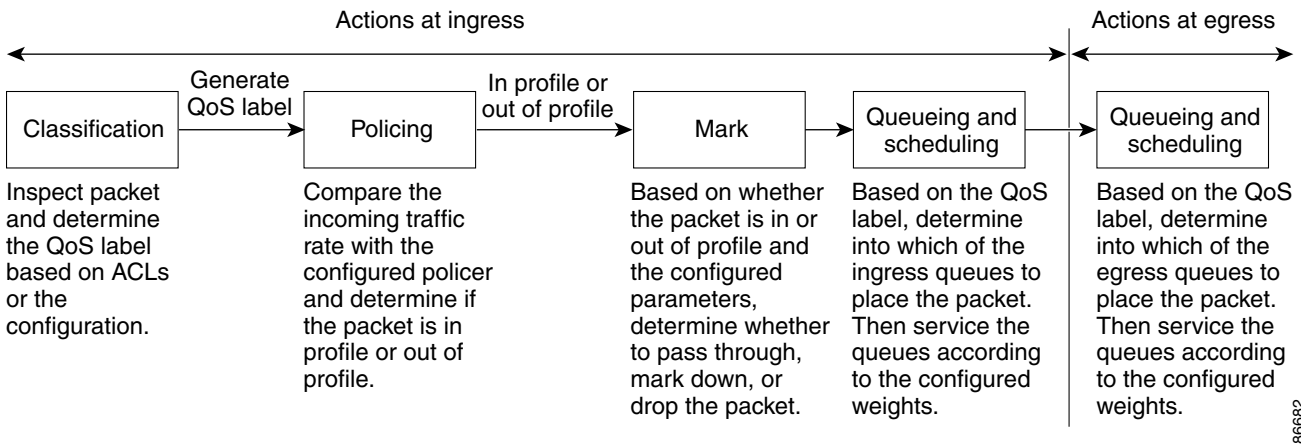 Actions at ingress
Actions at egress
Generate
QoS label
In profile or
out of profile
Classification
Policing
Mark
Queueing and
scheduling
Queueing and
scheduling
Inspect packet
and determine
the QoS label
based on ACLs
or the
configuration.
Compare the
incoming traffic
rate with the
configured policer
and determine if
the packet is in
profile or out of
profile.
Based on whether
the packet is in or
out of profile and
the configured
parameters,
determine whether
to pass through,
mark down, or
drop the packet.
Based on the QoS
label, determine
into which of the
ingress queues to
place the packet.
Then service the
queues according
to the configured
weights.
Based on the QoS
label, determine
into which of the
egress queues to
place the packet.
Then service the
queues according
to the configured
weights.
86682